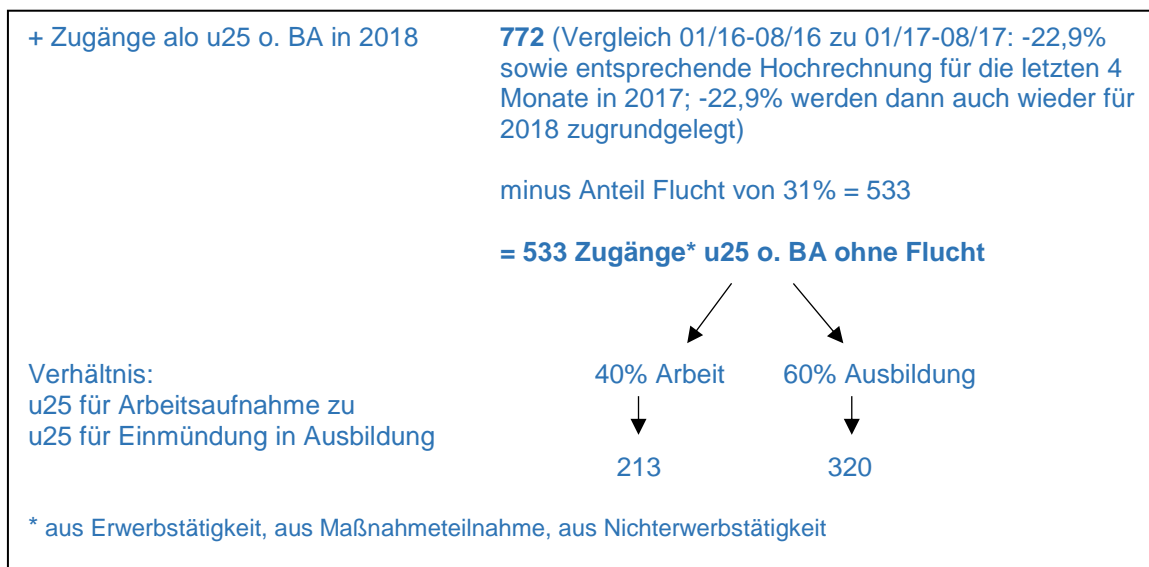 + Zugänge alo u25 o. BA in 2018
772 (Vergleich 01/16-08/16 zu 01/17-08/17: -22,9%
sowie entsprechende Hochrechnung für die letzten 4
Monate in 2017; -22,9% werden dann auch wieder für
2018 zugrundgelegt)
minus Anteil Flucht von 31% = 533
= 533 Zugänge* u25 o. BA ohne Flucht
Verhältnis:
u25 für Arbeitsaufnahme zu
u25 für Einmündung in Ausbildung
40% Arbeit
60% Ausbildung
213
320
* aus Erwerbstätigkeit, aus Maßnahmeteilnahme, aus Nichterwerbstätigkeit